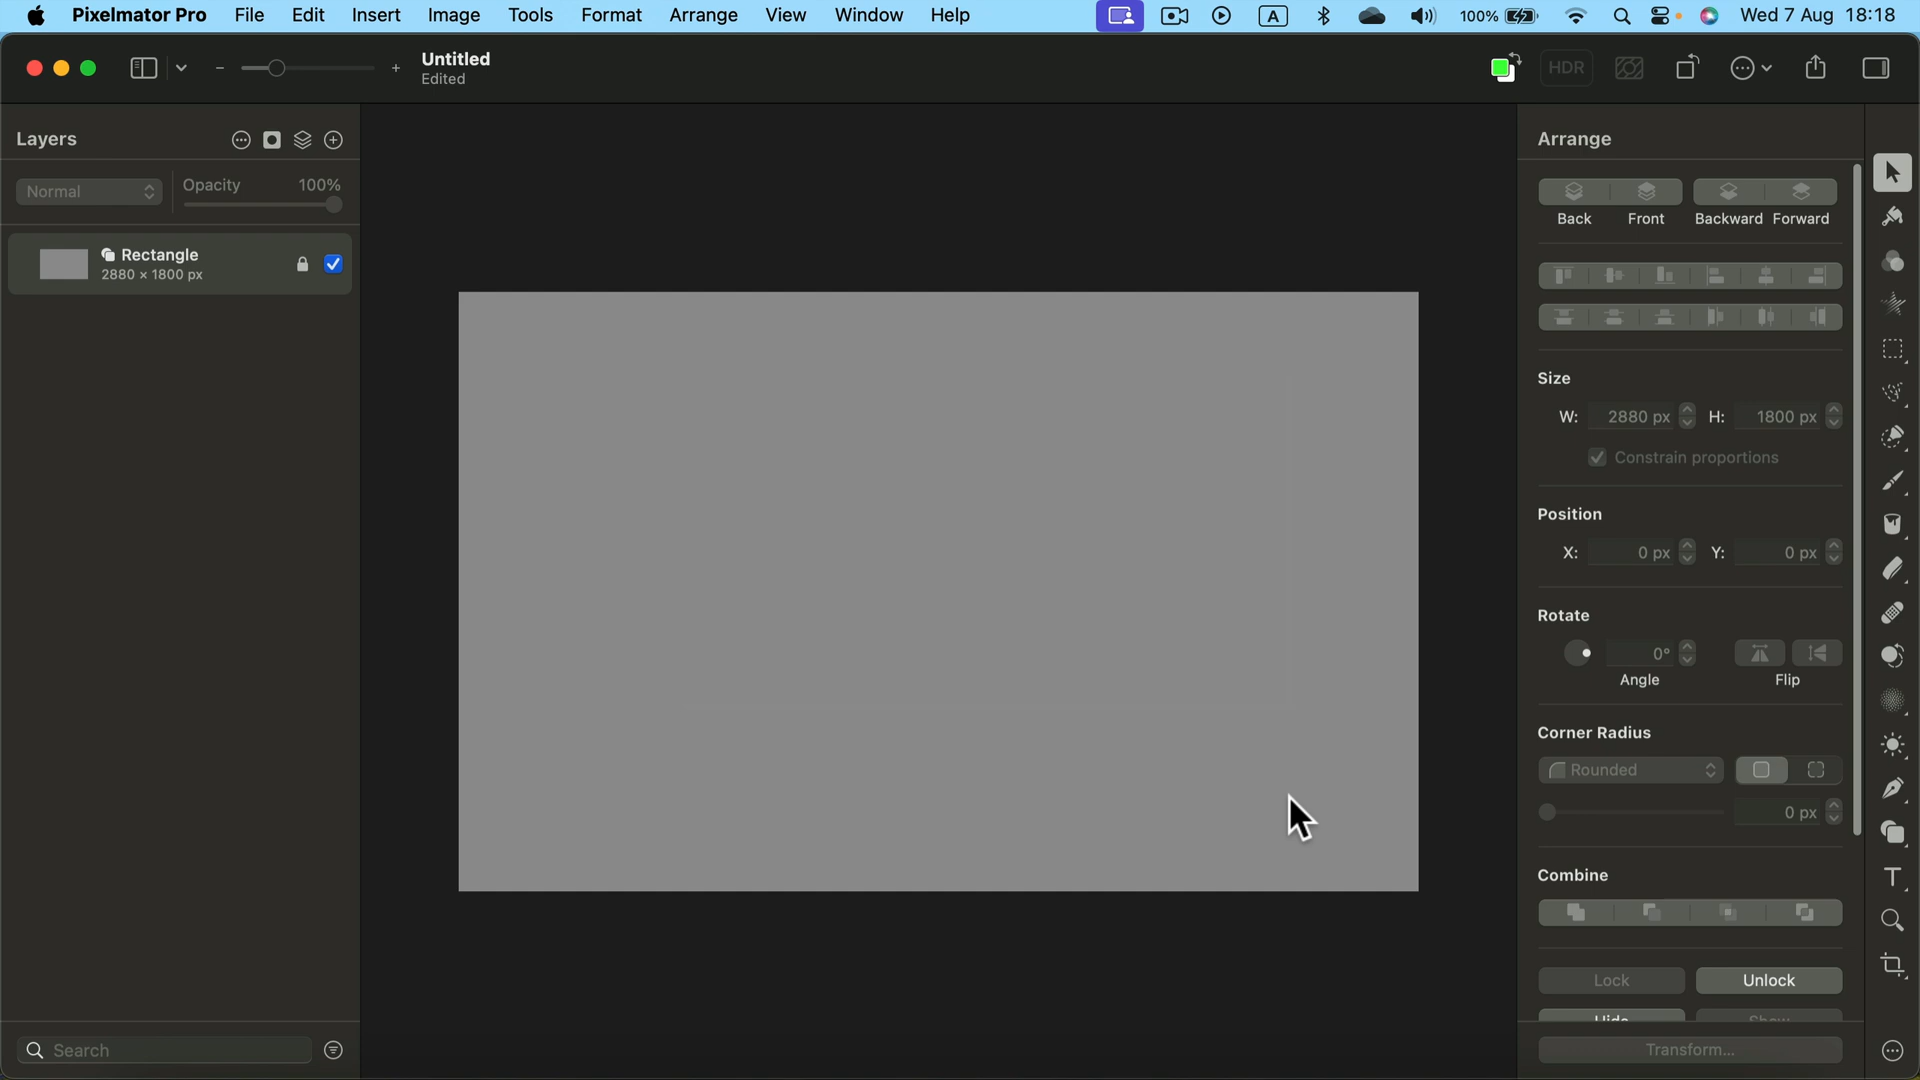 Pixelmator Pro File Edit Insert Image Tools Format Arrange View Window Help A 100% Wed 7 Aug 18:18
Untitled
Edited
HDR
Layers
Normal
Opacity 100%
Rectangle
2880 × 1800 px
Search
Arrange
Back Front Backward Forward
Size
W: 2880 px H: 1800 px
Constrain proportions
Position
X: 0 px Y: 0 px
Rotate
0°
Angle Flip
Corner Radius
Rounded
0 px
Combine
Lock Unlock
Hide Show
Transform...
T